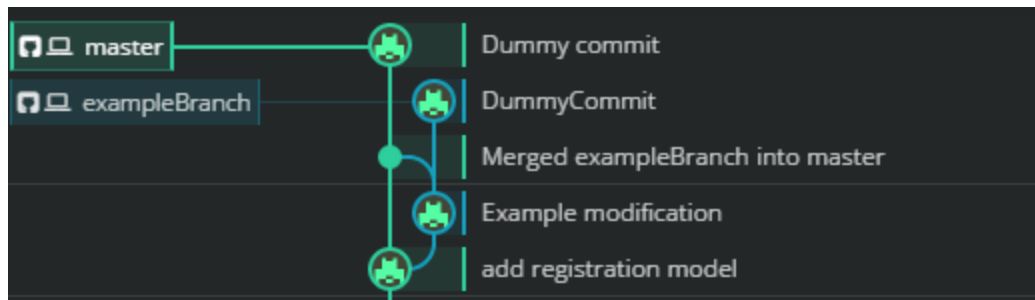 master
Dummy commit
exampleBranch
DummyCommit
Merged exampleBranch into master
Example modification
add registration model